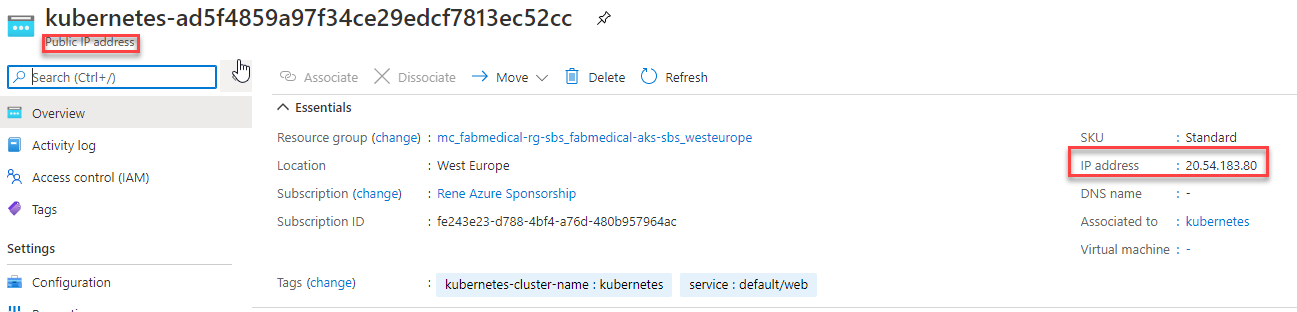 kubernetes-ad5f4859a97f34ce29edcf7813ec52cc
Public IP address
Search (Ctrl+/)
Associate Dissociate Move Delete Refresh
Overview
Activity log
Access control (IAM)
Tags
Settings
Configuration
Essentials
Resource group (change) : mc_fabmedical-rg-sbs_fabmedical-aks-sbs_westeurope
Location : West Europe
Subscription (change) : Rene Azure Sponsorship
Subscription ID : fe243e23-d788-4bf4-a76d-480b957964ac
SKU : Standard
IP address : 20.54.183.80
DNS name : -
Associated to : kubernetes
Virtual machine : -
Tags (change) : kubernetes-cluster-name : kubernetes service : default/web